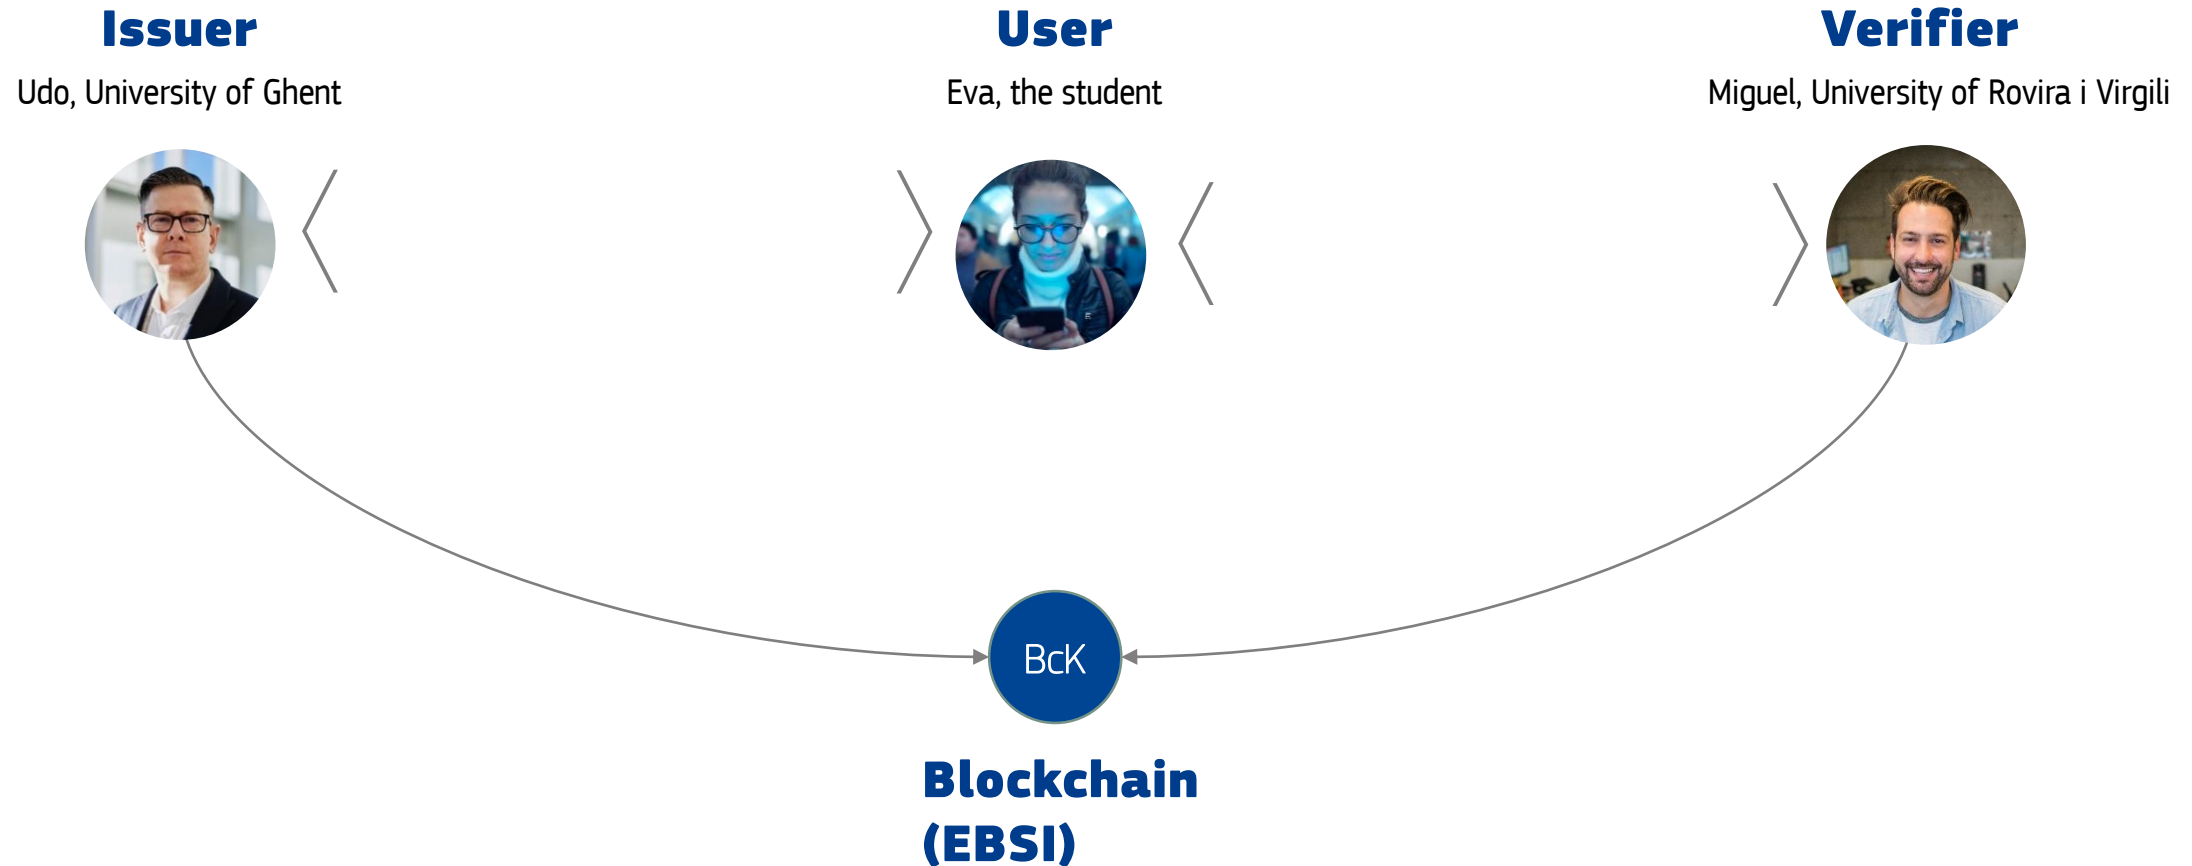 Issuer
User
Verifier
Udo, University of Ghent
Eva, the student
Miguel, University of Rovira i Virgili
BcK
Blockchain
(EBSI)